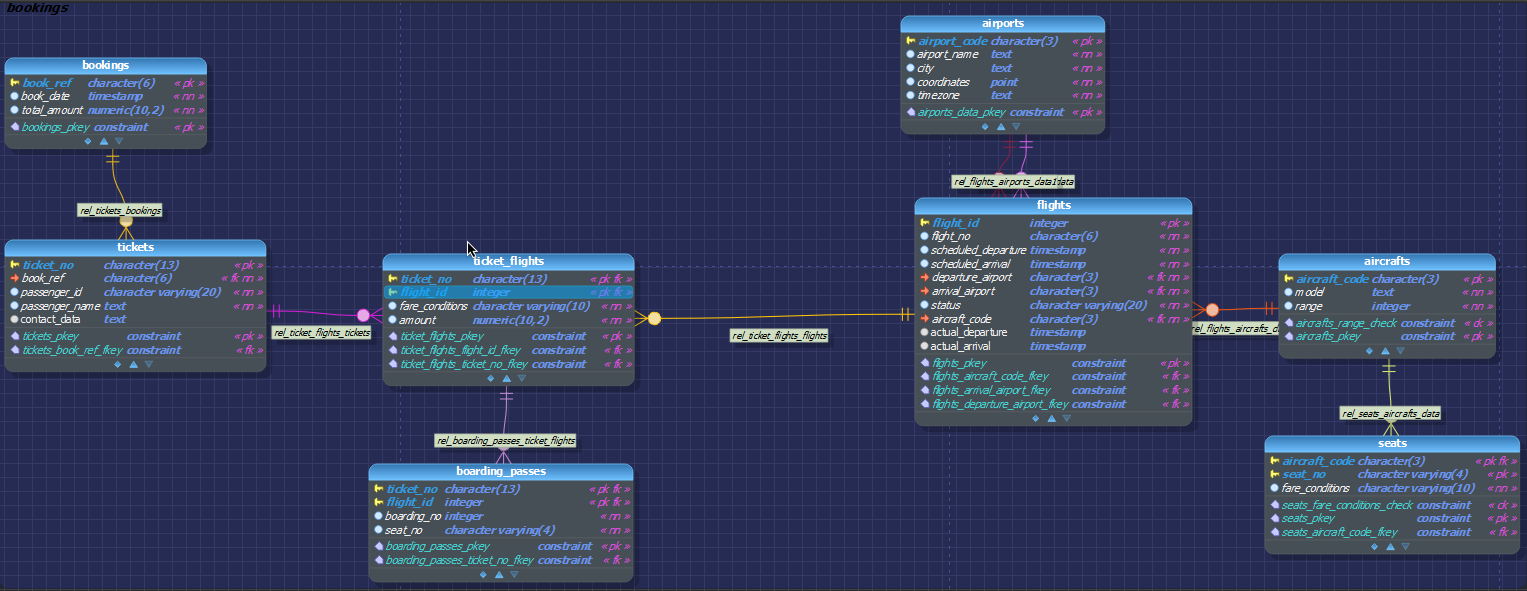 bookings
airports
airport_code character(3) « pk »
airport_name text « nn »
city text « nn »
coordinates point « nn »
timezone text « nn »
airports_data_pkey constraint « pk »
bookings
book_ref character(6) « pk »
book_date timestamp « nn »
total_amount numeric(10,2) « nn »
bookings_pkey constraint « pk »
rel_tickets_bookings
rel_flights_airports_data1
tickets
ticket_no character(13) « pk »
book_ref character(6) « fk nn »
passenger_id character varying(20) « nn »
passenger_name text « nn »
contact_data text
tickets_pkey constraint « pk »
tickets_book_ref_fkey constraint « fk »
rel_ticket_flights_tickets
ticket_flights
ticket_no character(13) « pk fk »
flight_id integer « pk fk »
fare_conditions character varying(10) « nn »
amount numeric(10,2) « nn »
ticket_flights_pkey constraint « pk »
ticket_flights_flight_id_fkey constraint « fk »
ticket_flights_ticket_no_fkey constraint « fk »
rel_ticket_flights_flights
flights
flight_id integer « pk »
flight_no character(6) « nn »
scheduled_departure timestamp « nn »
scheduled_arrival timestamp « nn »
departure_airport character(3) « fk nn »
arrival_airport character(3) « fk nn »
status character varying(20) « nn »
aircraft_code character(3) « fk nn »
actual_departure timestamp
actual_arrival timestamp
flights_pkey constraint « pk »
flights_aircraft_code_fkey constraint « fk »
flights_arrival_airport_fkey constraint « fk »
flights_departure_airport_fkey constraint « fk »
rel_flights_aircrafts_d
aircrafts
aircraft_code character(3) « pk »
model text « nn »
range integer « nn »
aircrafts_range_check constraint « ck »
aircrafts_pkey constraint « pk »
rel_seats_aircrafts_data
rel_boarding_passes_ticket_flights
boarding_passes
ticket_no character(13) « pk fk »
flight_id integer « pk fk »
boarding_no integer « nn »
seat_no character varying(4) « nn »
boarding_passes_pkey constraint « pk »
boarding_passes_ticket_no_fkey constraint « fk »
seats
aircraft_code character(3) « pk fk »
seat_no character varying(4) « pk »
fare_conditions character varying(10) « nn »
seats_fare_conditions_check constraint « ck »
seats_pkey constraint « pk »
seats_aircraft_code_fkey constraint « fk »